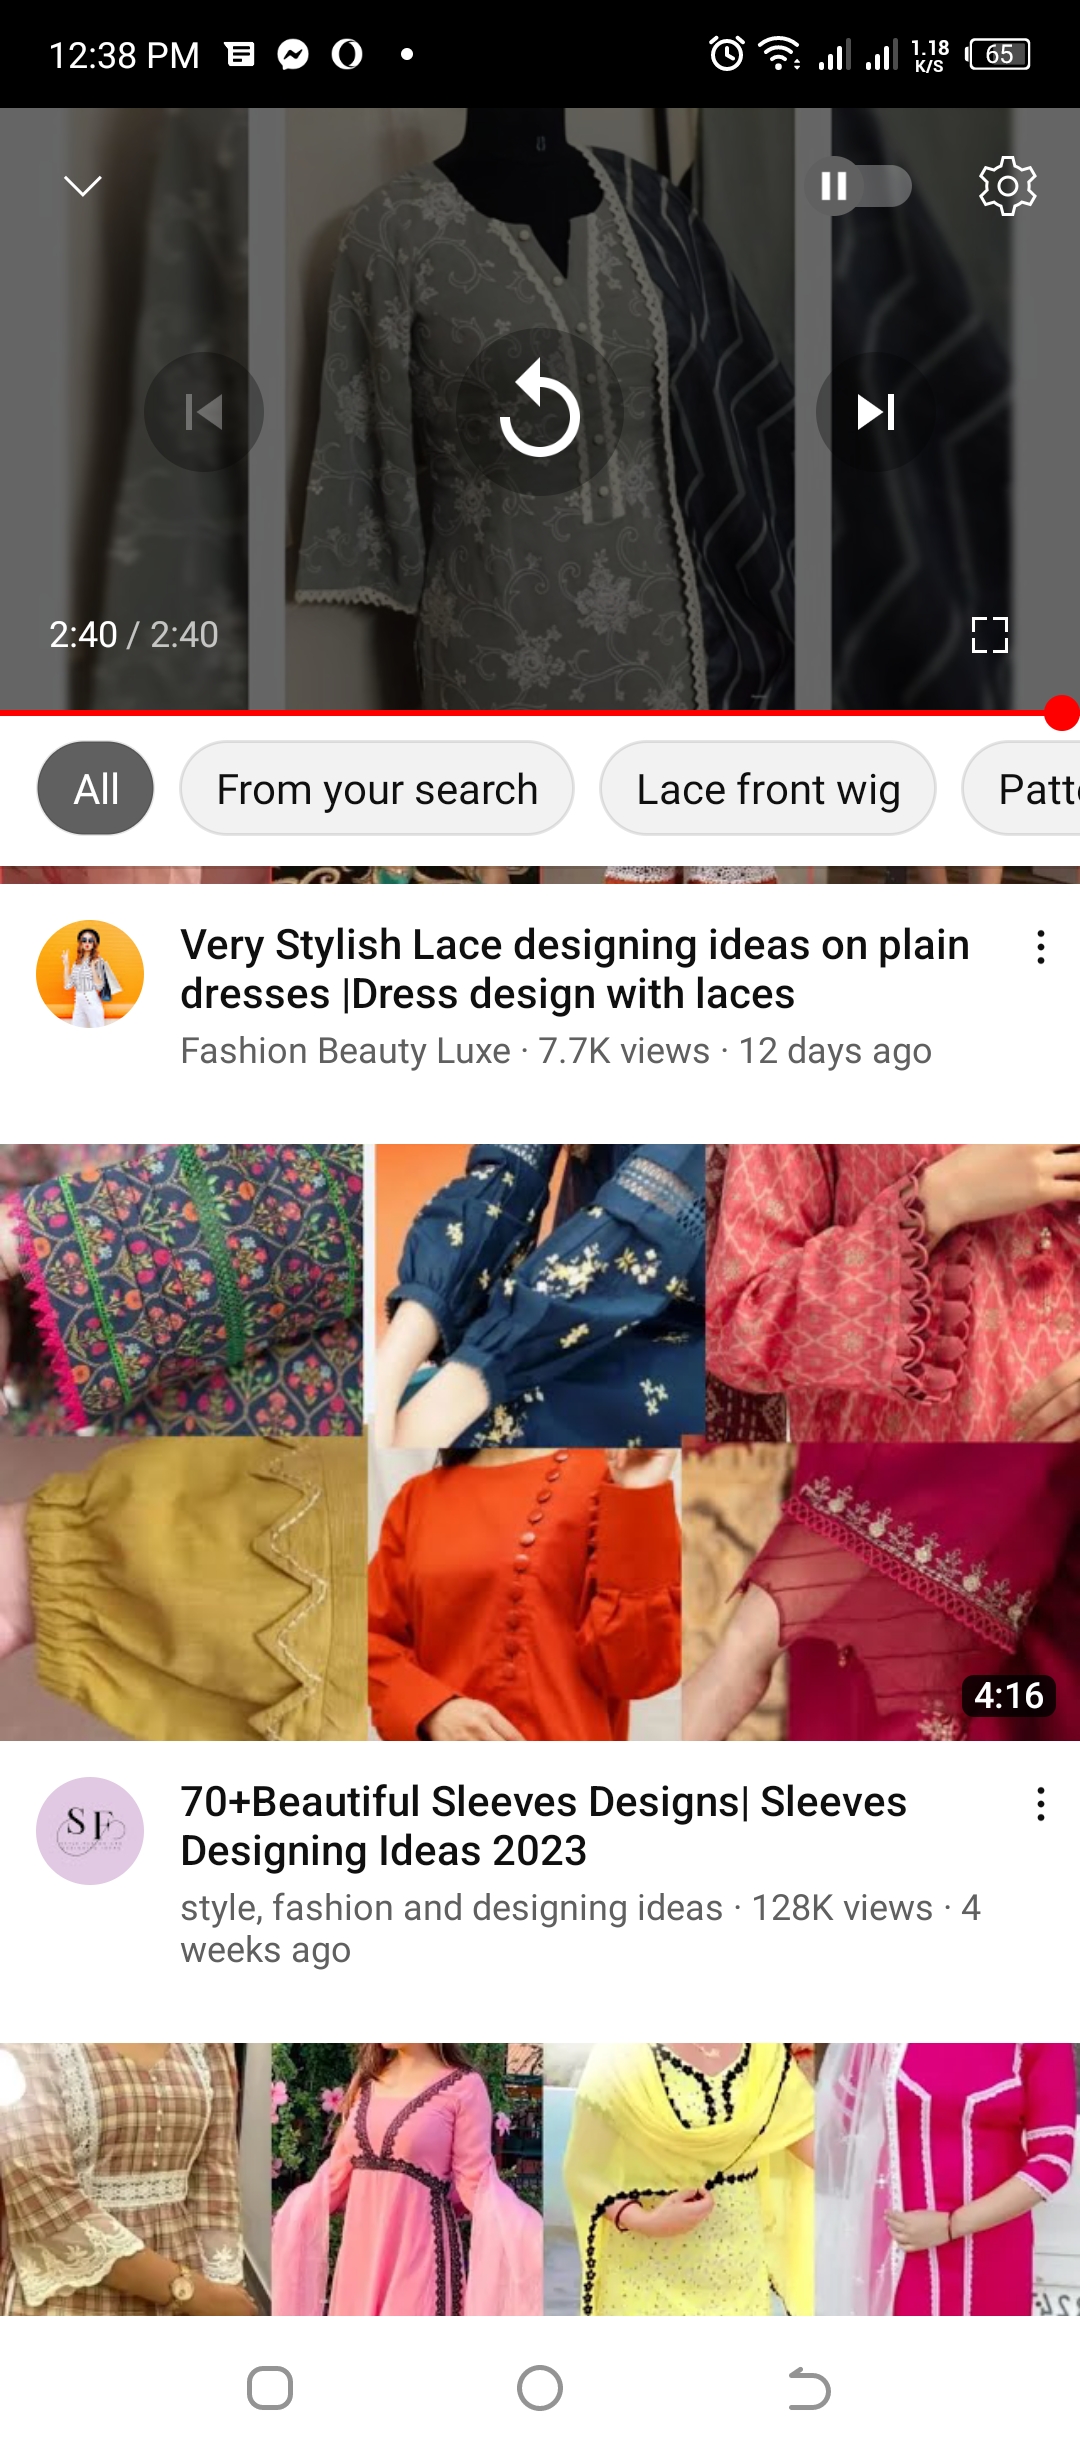 12:38 PM
1.18
K/S
65
2:40 / 2:40
All
From your search
Lace front wig
Patt
Very Stylish Lace designing ideas on plain
dresses |Dress design with laces
Fashion Beauty Luxe · 7.7K views · 12 days ago
4:16
SF
70+Beautiful Sleeves Designs| Sleeves
Designing Ideas 2023
style, fashion and designing ideas · 128K views · 4
weeks ago